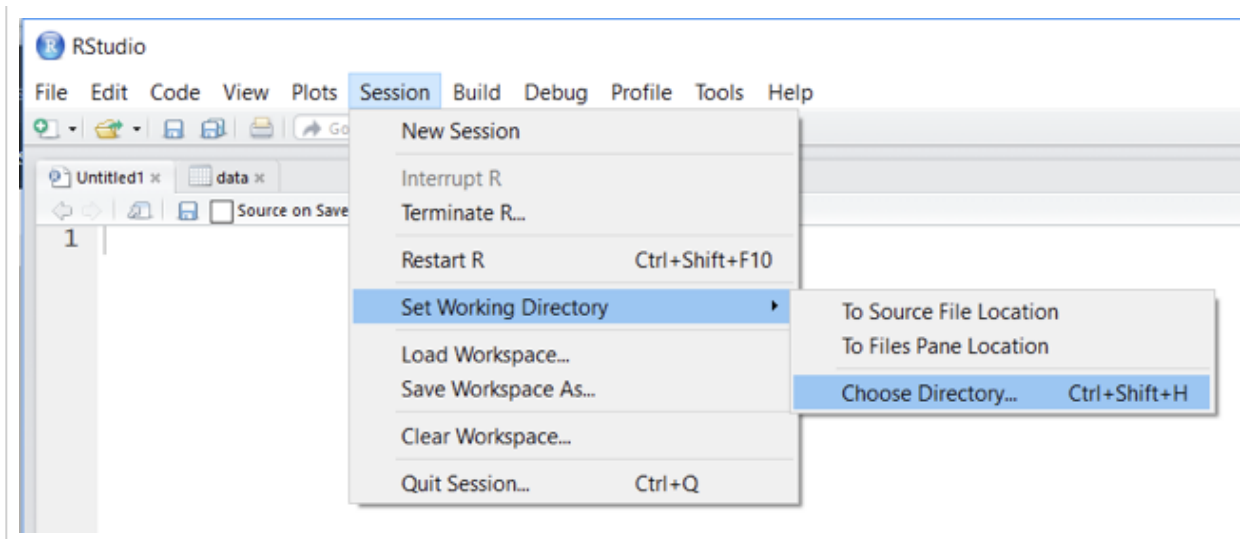 RStudio
File Edit Code View Plots Session Build Debug Profile Tools Help
Go
Untitled1 data
Source on Save
1
New Session
Interrupt R
Terminate R...
Restart R Ctrl+Shift+F10
Set Working Directory
To Source File Location
To Files Pane Location
Choose Directory... Ctrl+Shift+H
Load Workspace...
Save Workspace As...
Clear Workspace...
Quit Session... Ctrl+Q